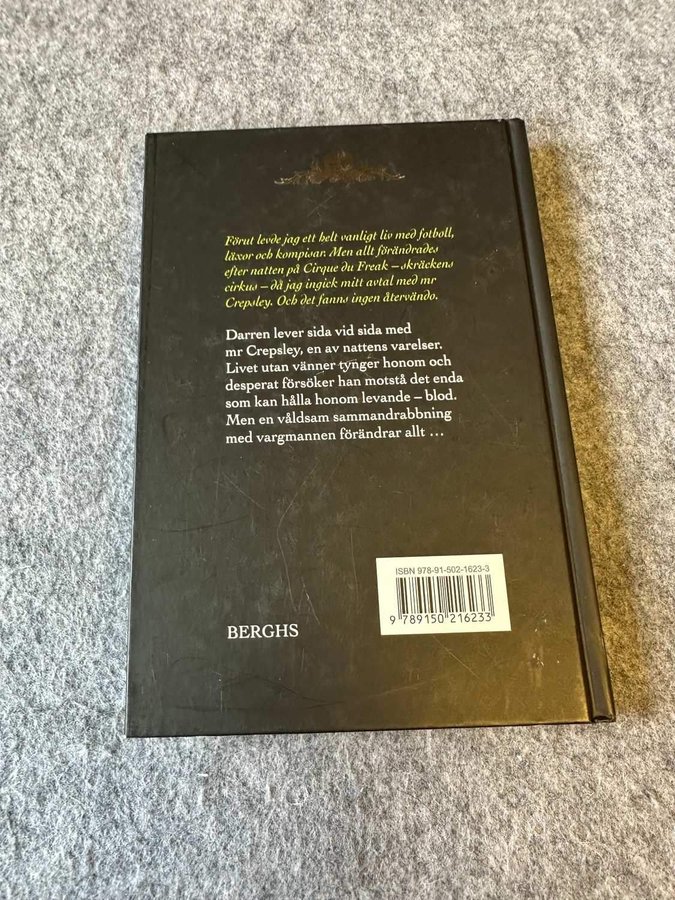 Förut levde jag ett helt vanligt liv med fotboll,
läxor och kompisar. Men allt förändrades
efter natten på Cirque du Freak – skräckens
cirkus – då jag ingick mitt avtal med mr
Crepsley. Och det fanns ingen återvändo.
Darren lever sida vid sida med
mr Crepsley, en av nattens varelser.
Livet utan vänner tynger honom och
desperat försöker han motstå det enda
som kan hålla honom levande – blod.
Men en våldsam sammandrabbning
med vargmannen förändrar allt …
ISBN 978-91-502-1623-3
9 789150 216233
BERGHS